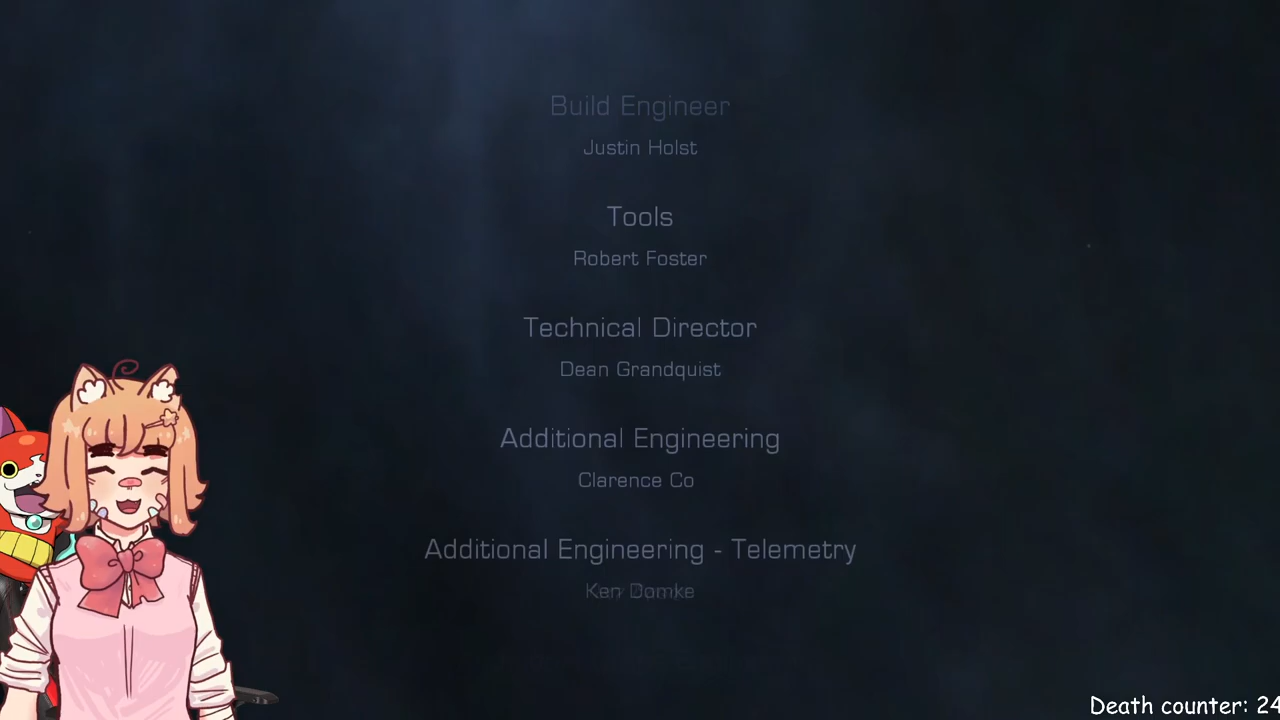 Build Engineer
Justin Holst
Tools
Robert Foster
Technical Director
Dean Grandquist
Additional Engineering
Clarence Co
Additional Engineering - Telemetry
Ken Domke
Death counter: 24